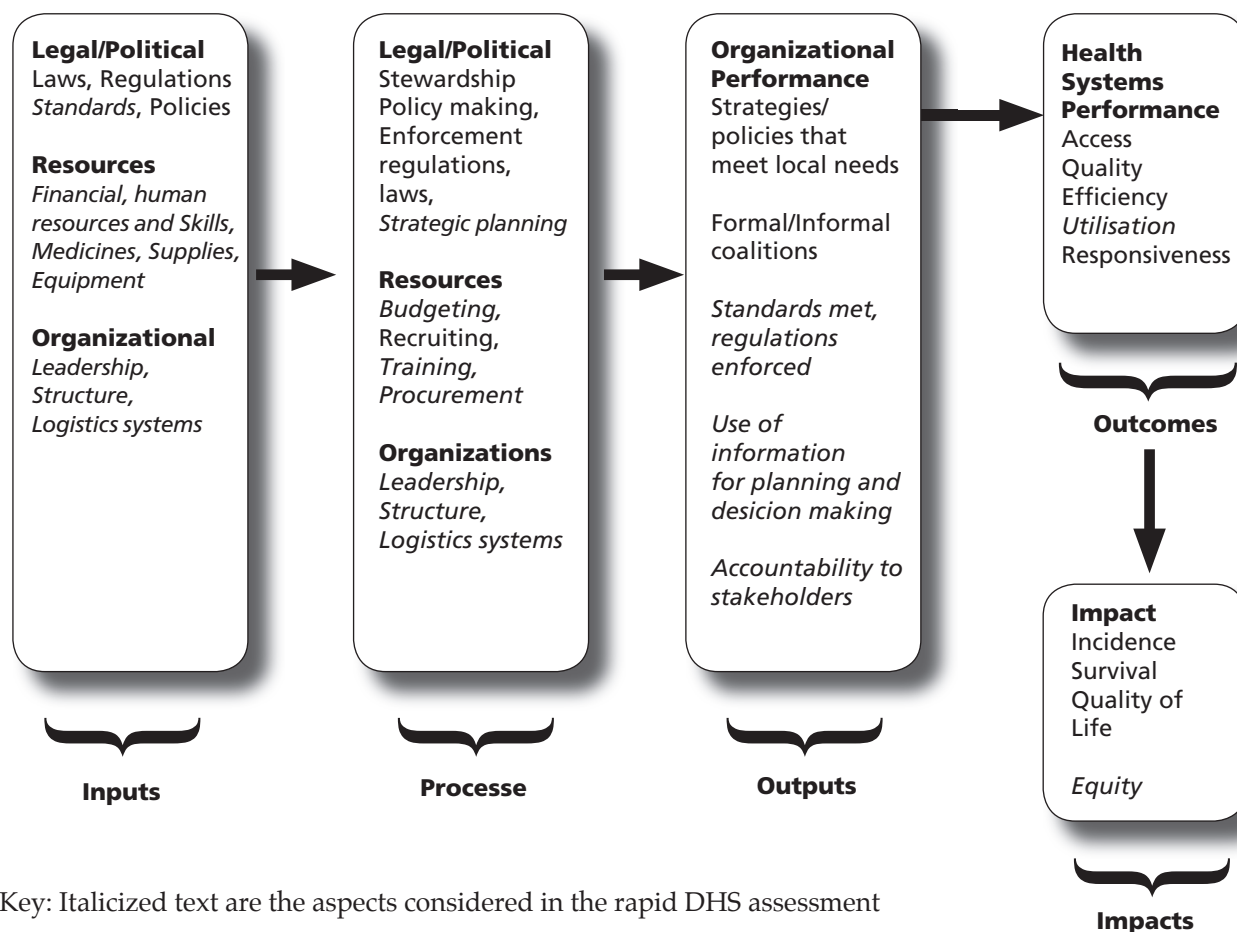 Legal/Political
Laws, Regulations
Standards, Policies
Resources
Financial, human
resources and Skills,
Medicines, Supplies,
Equipment
Organizational
Leadership,
Structure,
Logistics systems
Inputs
Legal/Political
Stewardship
Policy making,
Enforcement
regulations,
laws,
Strategic planning
Resources
Budgeting,
Recruiting,
Training,
Procurement
Organizations
Leadership,
Structure,
Logistics systems
Processe
Organizational
Performance
Strategies/
policies that
meet local needs
Formal/Informal
coalitions
Standards met,
regulations
enforced
Use of
information
for planning and
desicion making
Accountability to
stakeholders
Outputs
Health
Systems
Performance
Access
Quality
Efficiency
Utilisation
Responsiveness
Outcomes
Impact
Incidence
Survival
Quality of
Life
Equity
Impacts
Key: Italicized text are the aspects considered in the rapid DHS assessment